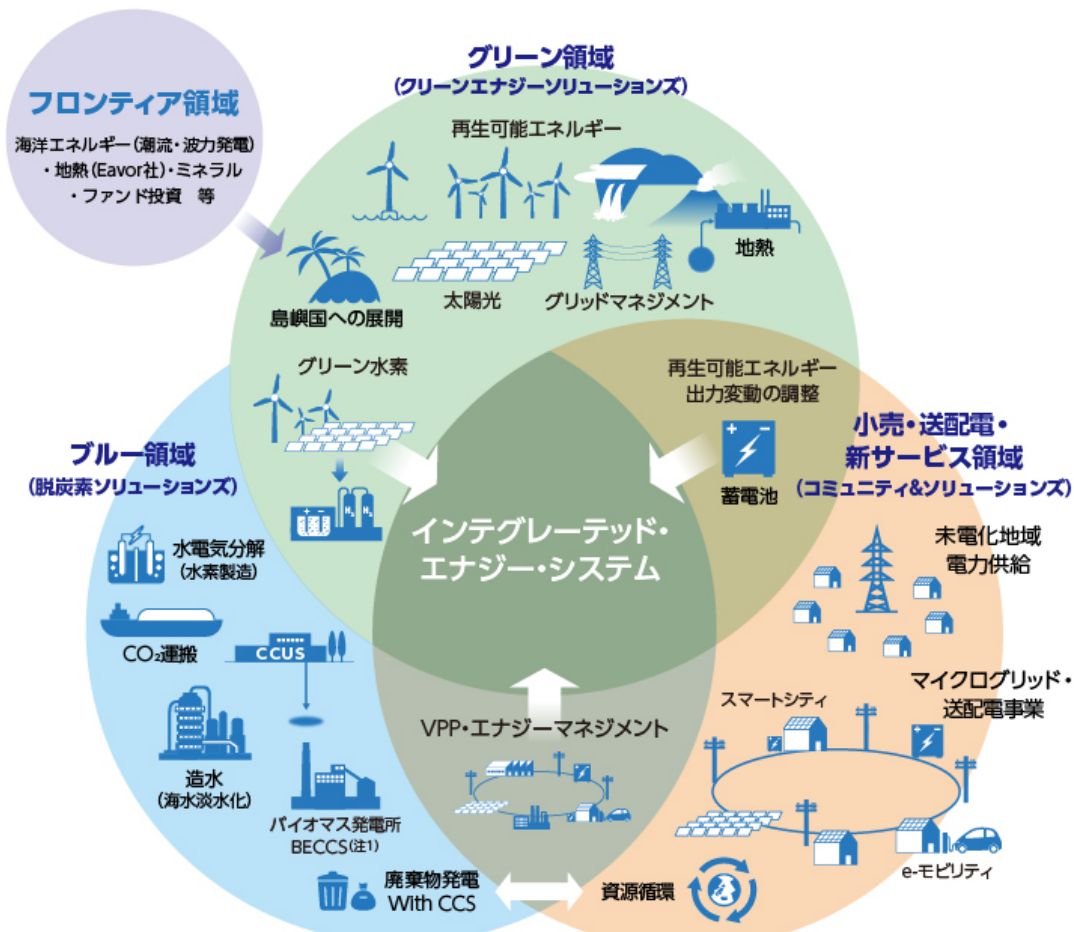 フロンティア領域
海洋エネルギー(潮流・波力発電)
・地熱(Eavor社)・ミネラル
・ファンド投資 等
グリーン領域
(クリーンエナジーソリューションズ)
再生可能エネルギー
地熱
太陽光
グリッドマネジメント
島嶼国への展開
グリーン水素
H₂ H₂
再生可能エネルギー
出力変動の調整
蓄電池
ブルー領域
(脱炭素ソリューションズ)
水電気分解
(水素製造)
CO₂運搬
CCUS
造水
(海水淡水化)
バイオマス発電所
BECCS(注1)
廃棄物発電
With CCS
インテグレーテッド・
エナジー・システム
VPP・エナジーマネジメント
小売・送配電・
新サービス領域
(コミュニティ&ソリューションズ)
未電化地域
電力供給
マイクログリッド・
送配電事業
スマートシティ
e-モビリティ
資源循環